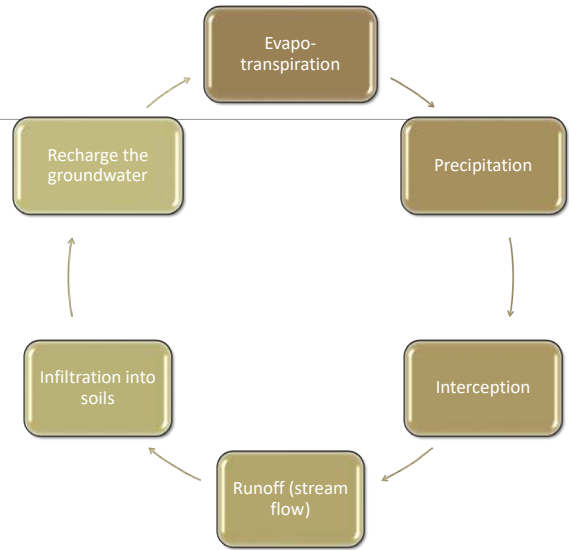 Evapo-
transpiration
Precipitation
Interception
Runoff (stream
flow)
Infiltration into
soils
Recharge the
groundwater